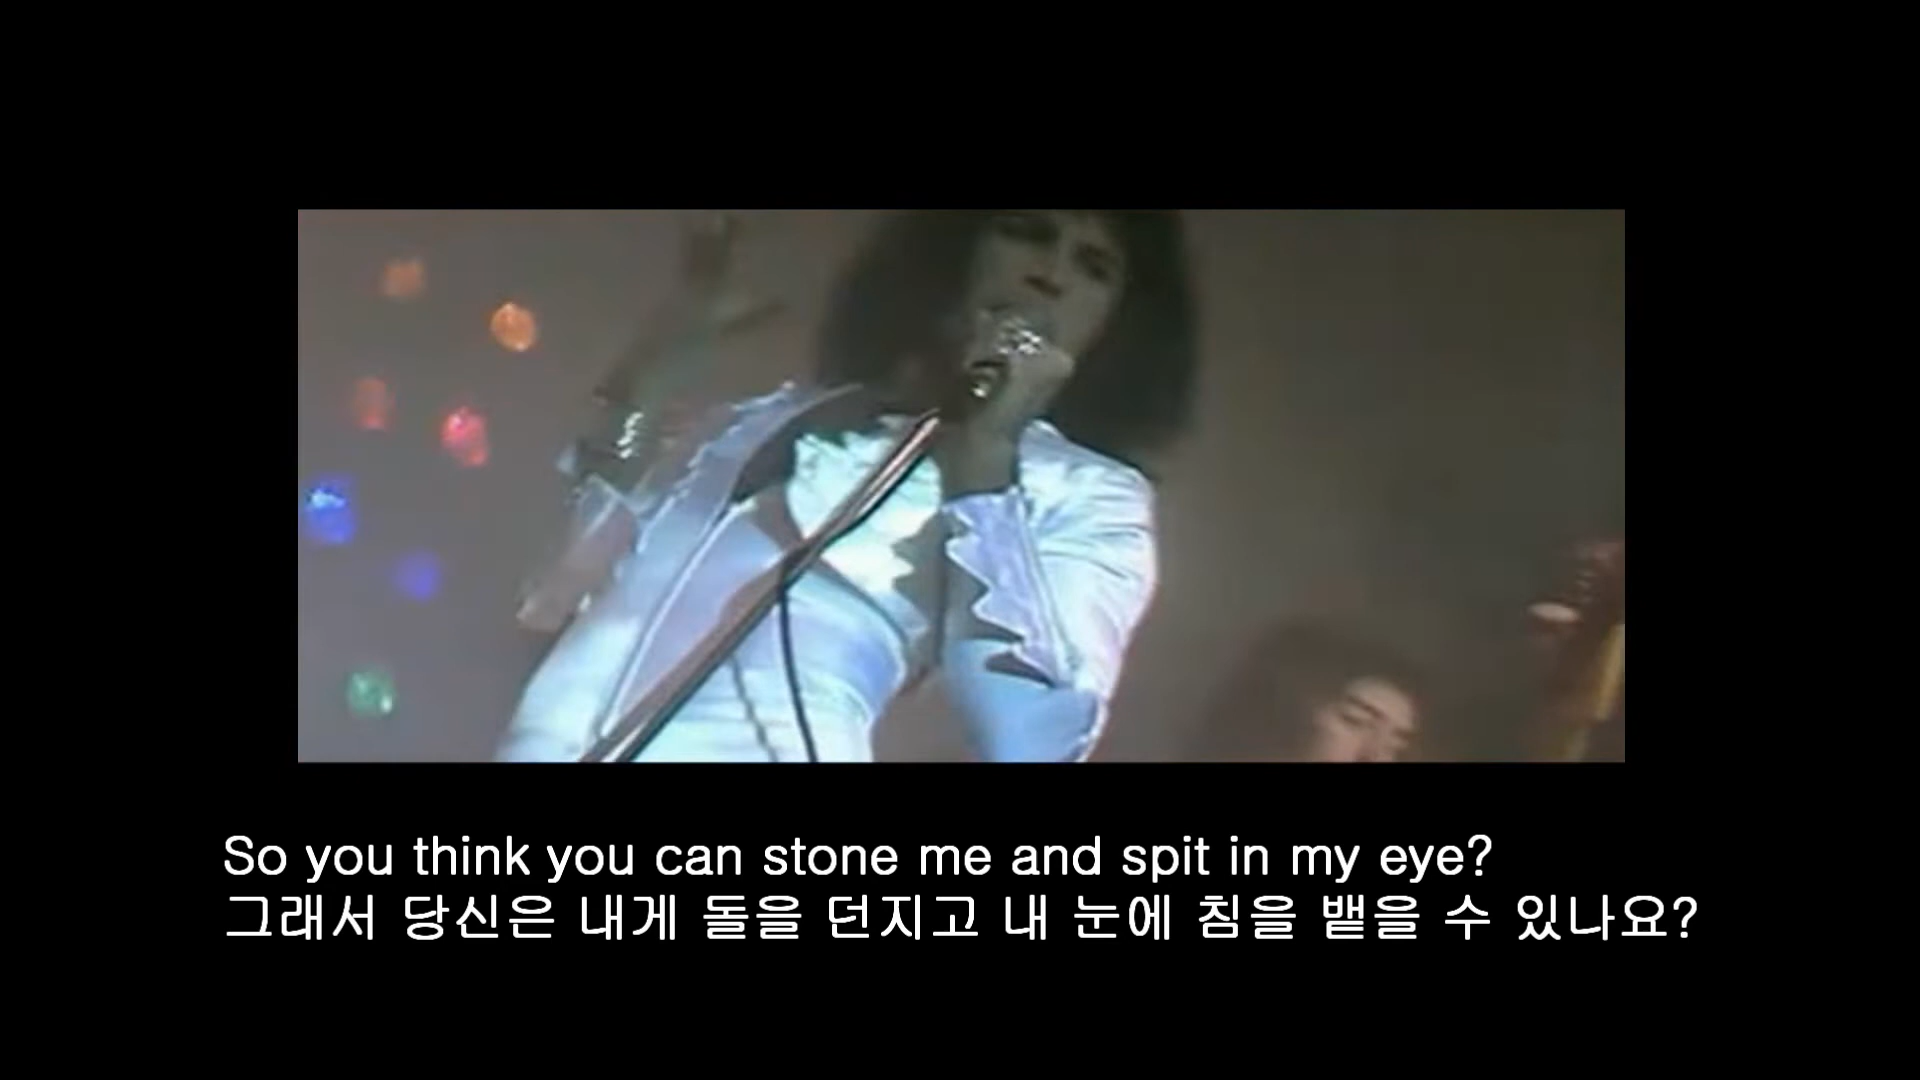 So you think you can stone me and spit in my eye?
그래서 당신은 내게 돌을 던지고 내 눈에 침을 뱉을 수 있나요?